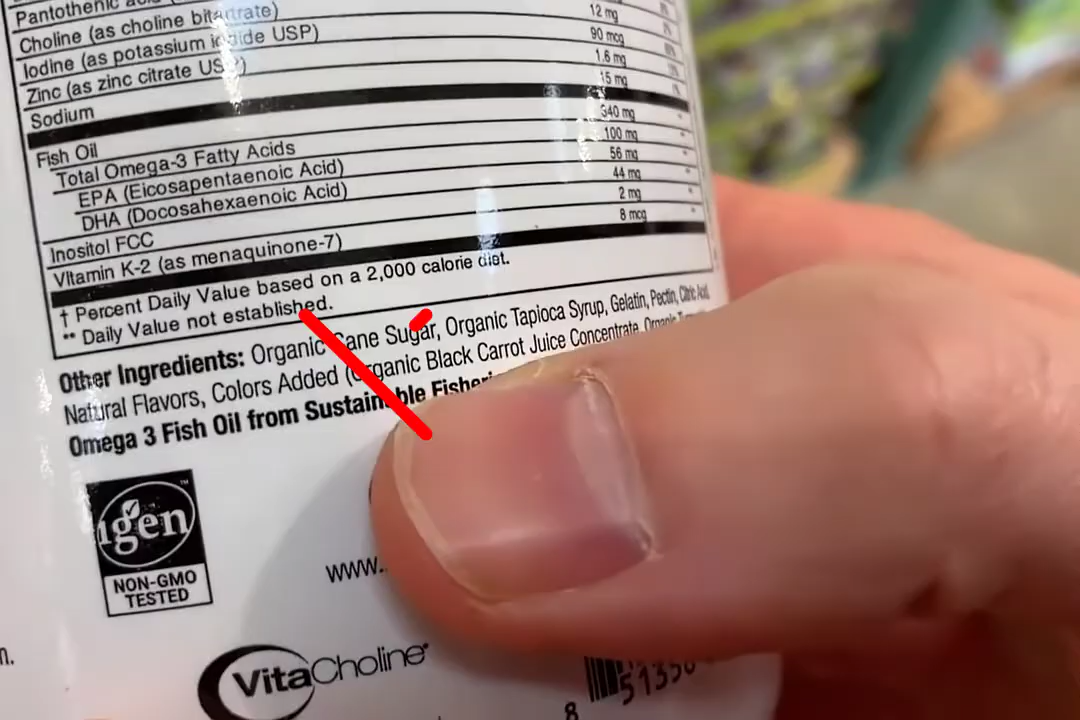 Pantothenic
Choline (as choline bitartrate) 12 mg
Iodine (as potassium iodide USP) 90 mcg
Zinc (as zinc citrate USP) 1.6 mg
Sodium 15 mg
Fish Oil 340 mg
Total Omega-3 Fatty Acids 100 mg
EPA (Eicosapentaenoic Acid) 56 mg
DHA (Docosahexaenoic Acid) 44 mg
Inositol FCC 2 mg
Vitamin K-2 (as menaquinone-7) 8 mcg
† Percent Daily Value based on a 2,000 calorie diet.
** Daily Value not established.
Other Ingredients: Organic Cane Sugar, Organic Tapioca Syrup, Gelatin, Pectin, Citric Acid,
Natural Flavors, Colors Added (Organic Black Carrot Juice Concentrate, Organic
Omega 3 Fish Oil from Sustainable
igen
TM
NON-GMO
TESTED
www.
VitaCholine
8